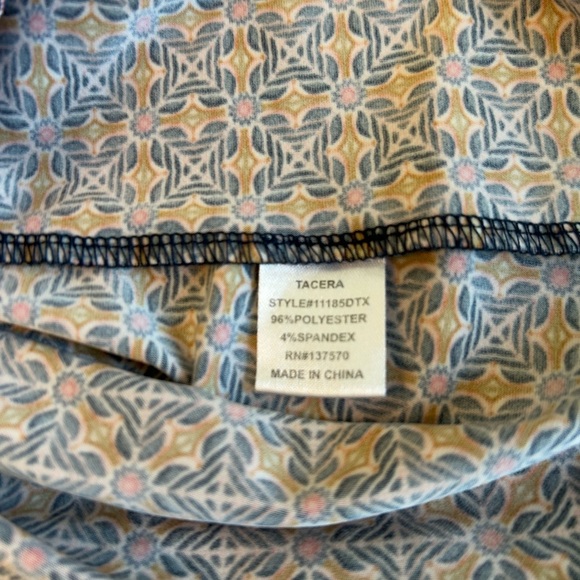 TACERA
STYLE#11185DTX
96%POLYESTER
4%SPANDEX
RN#137570
MADE IN CHINA